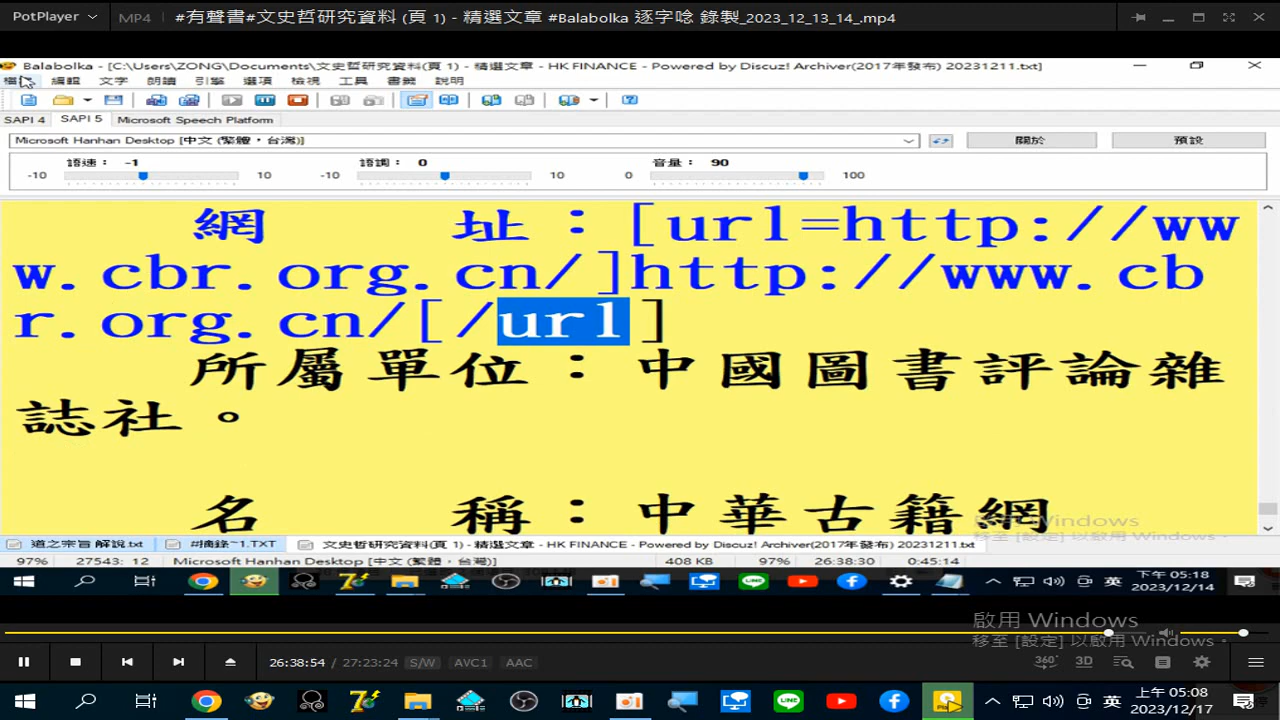 PotPlayer MP4 #有聲書#文史哲研究資料 (頁 1) - 精選文章 #Balabolka 逐字唸 錄製_2023_12_13_14_.mp4
Balabolka - [C:\Users\ZONG\Documents\文史哲研究資料(頁 1) - 精選文章 - HK FINANCE - Powered by Discuz! Archiver(2017年發布) 20231211.txt]
編輯 文字 朗讀 引擎 選項 檢視 工具 書籤 說明
SAPI 4 SAPI 5 Microsoft Speech Platform
Microsoft Hanhan Desktop [中文 (繁體，台灣)] 關於 預設
語速： -1 語調： 0 音量： 90
-10 10 -10 10 0 100
網 址：[url=http://ww
w.cbr.org.cn/]http://www.cb
r.org.cn/[/url]
所屬單位：中國圖書評論雜
誌社。
名 稱：中華古籍網
啟用 Windows
移至 [設定] 以啟用 Windows。
道之宗旨 解說.txt #摘錄~1.TXT 文史哲研究資料(頁 1) - 精選文章 - HK FINANCE - Powered by Discuz! Archiver(2017年發布) 20231211.txt
97% 27543: 12 Microsoft Hanhan Desktop [中文 (繁體，台灣)] 408 KB 97% 26:38:30 0:45:14
英 下午 05:18
2023/12/14
啟用 Windows
移至 [設定] 以啟用 Windows。
26:38:54 / 27:23:24 S/W AVC1 AAC 360° 3D
英 上午 05:08
2023/12/17